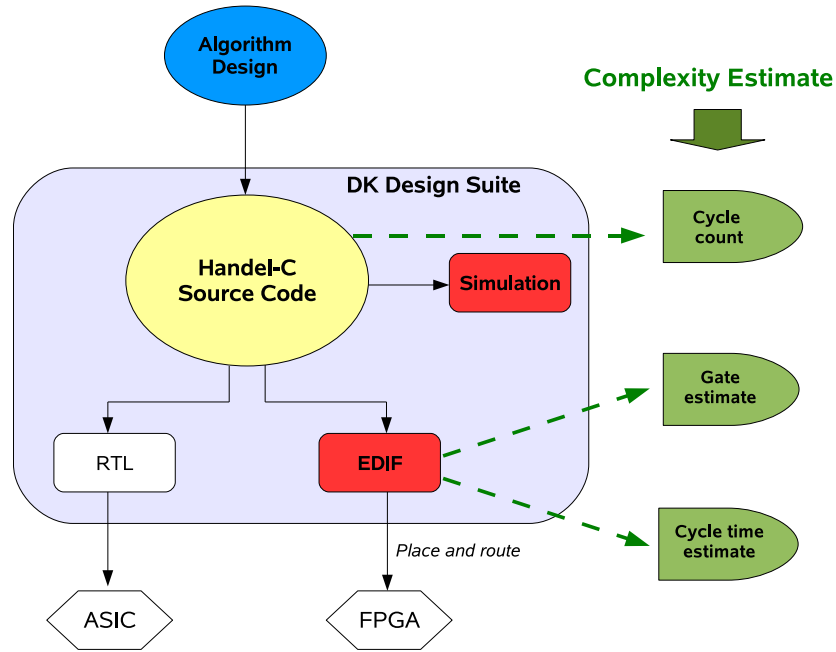 Algorithm
Design
Complexity Estimate
DK Design Suite
Cycle
count
Handel-C
Source Code
Simulation
Gate
estimate
RTL
EDIF
Cycle time
estimate
Place and route
ASIC
FPGA